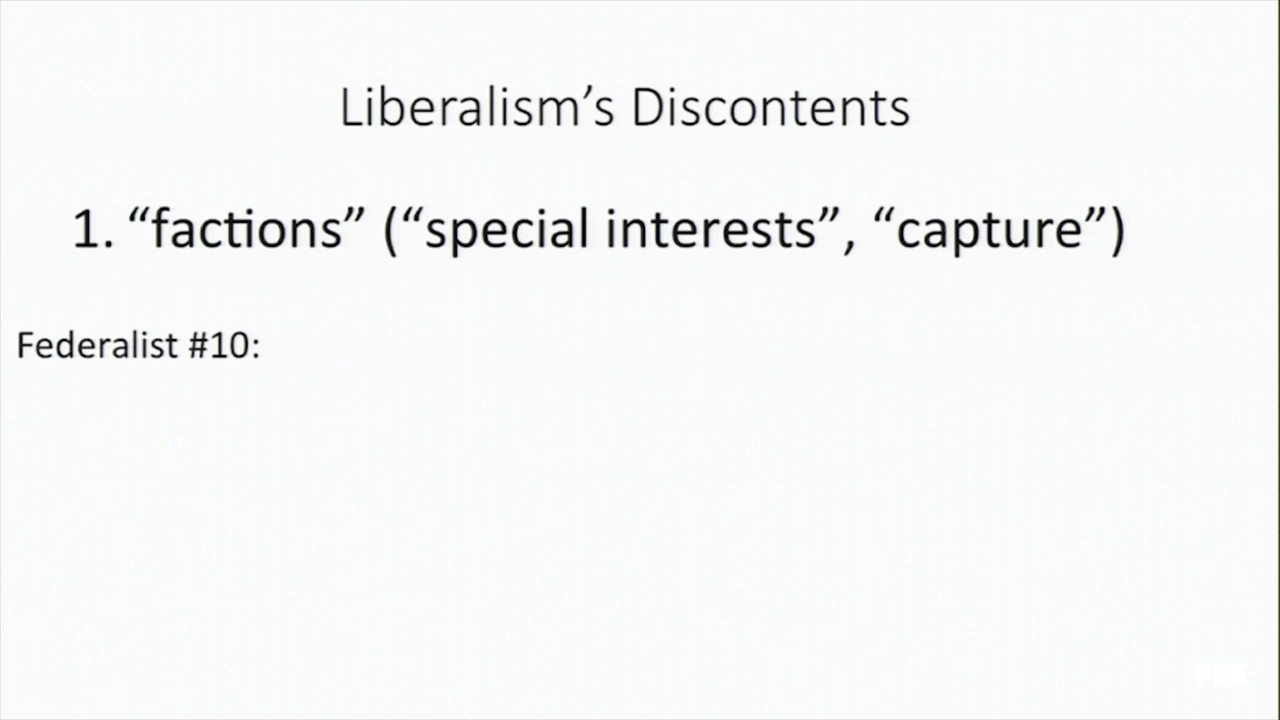 Liberalism’s Discontents
1. “factions” (“special interests”, “capture”)
Federalist #10:
FEE